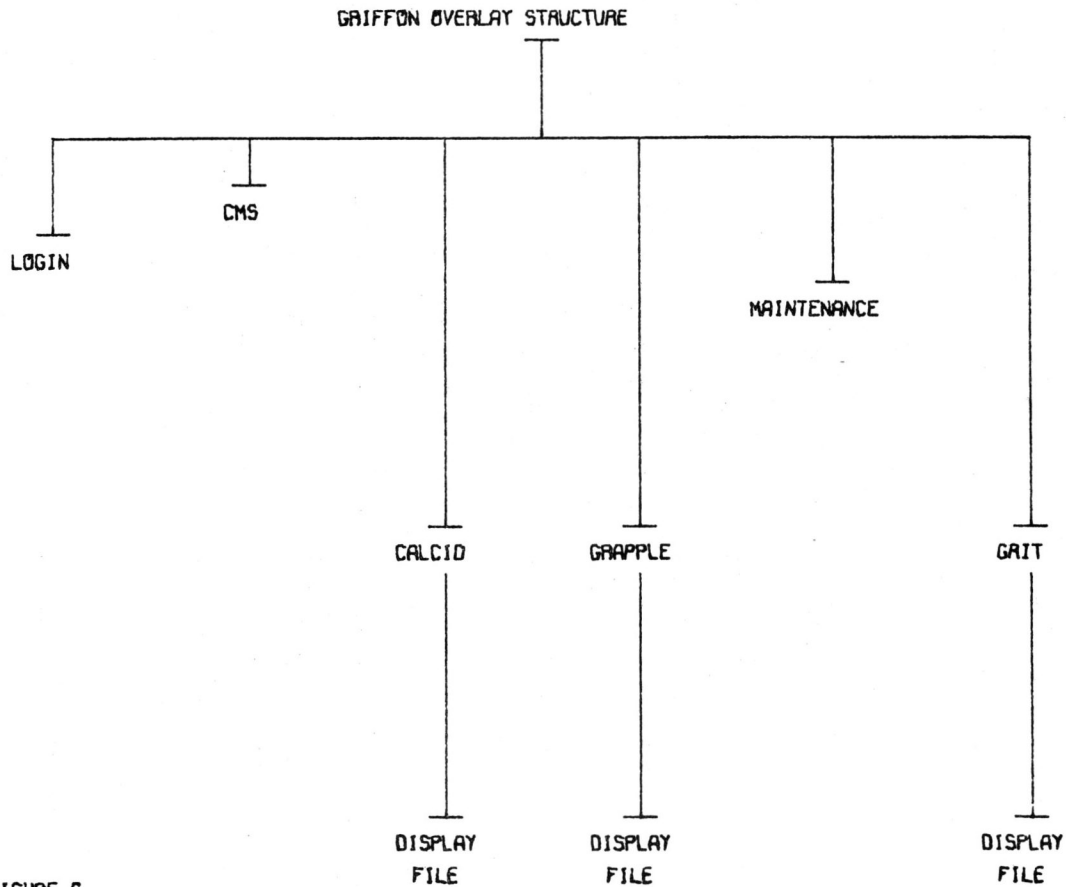 GRIFFON OVERLAY STRUCTURE
CMS
LOGIN
MAINTENANCE
CALCID
GRAPPLE
GRIT
DISPLAY
FILE
DISPLAY
FILE
DISPLAY
FILE